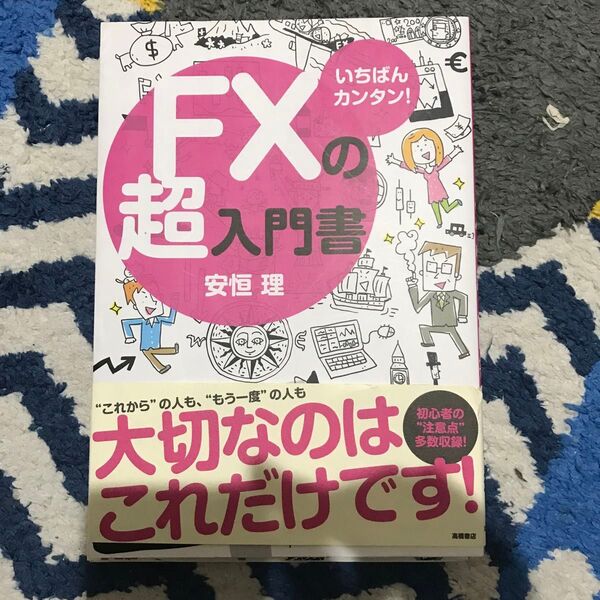 いちばん
カンタン!
FXの
超入門書
安恒 理
“これから”の人も、“もう一度”の人も
大切なのは
これだけです!
初心者の
“注意点”
多数収録!
高橋書店